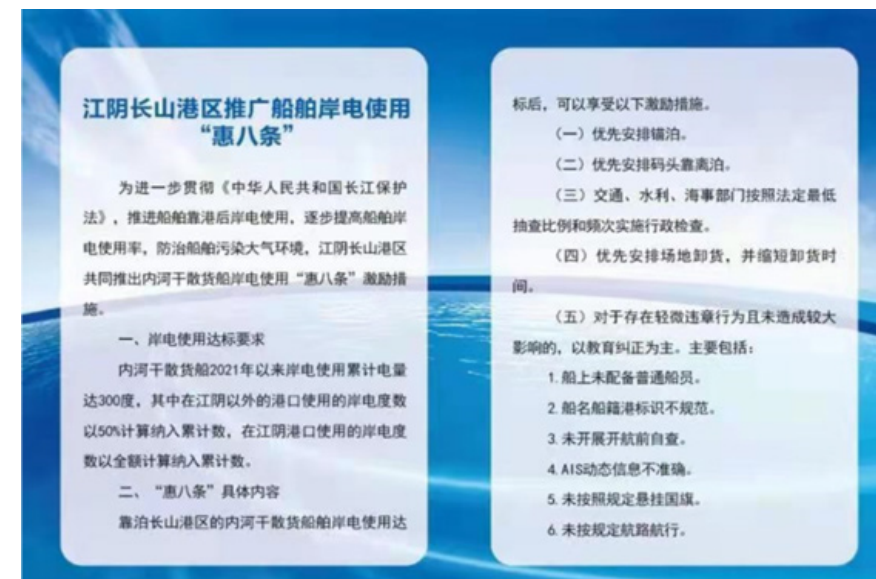 江阴长山港区推广船舶岸电使用
“惠八条”
为进一步贯彻《中华人民共和国长江保护
法》，推进船舶靠港后岸电使用，逐步提高船舶岸
电使用率，防治船舶污染大气环境，江阴长山港区
共同推出内河干散货船岸电使用“惠八条”激励措
施。
一、岸电使用达标要求
内河干散货船2021年以来岸电使用累计电量
达300度，其中在江阴以外的港口使用的岸电度数
以50%计算纳入累计数，在江阴港口使用的岸电度
数以全额计算纳入累计数。
二、“惠八条”具体内容
靠泊长山港区的内河干散货船舶岸电使用达
标后，可以享受以下激励措施。
（一）优先安排锚泊。
（二）优先安排码头靠离泊。
（三）交通、水利、海事部门按照法定最低
抽查比例和频次实施行政检查。
（四）优先安排场地卸货，并缩短卸货时
间。
（五）对于存在轻微违章行为且未造成较大
影响的，以教育纠正为主。主要包括：
1.船上未配备普通船员。
2.船名船籍港标识不规范。
3.未开展开航前自查。
4.AIS动态信息不准确。
5.未按照规定悬挂国旗。
6.未按规定航路航行。